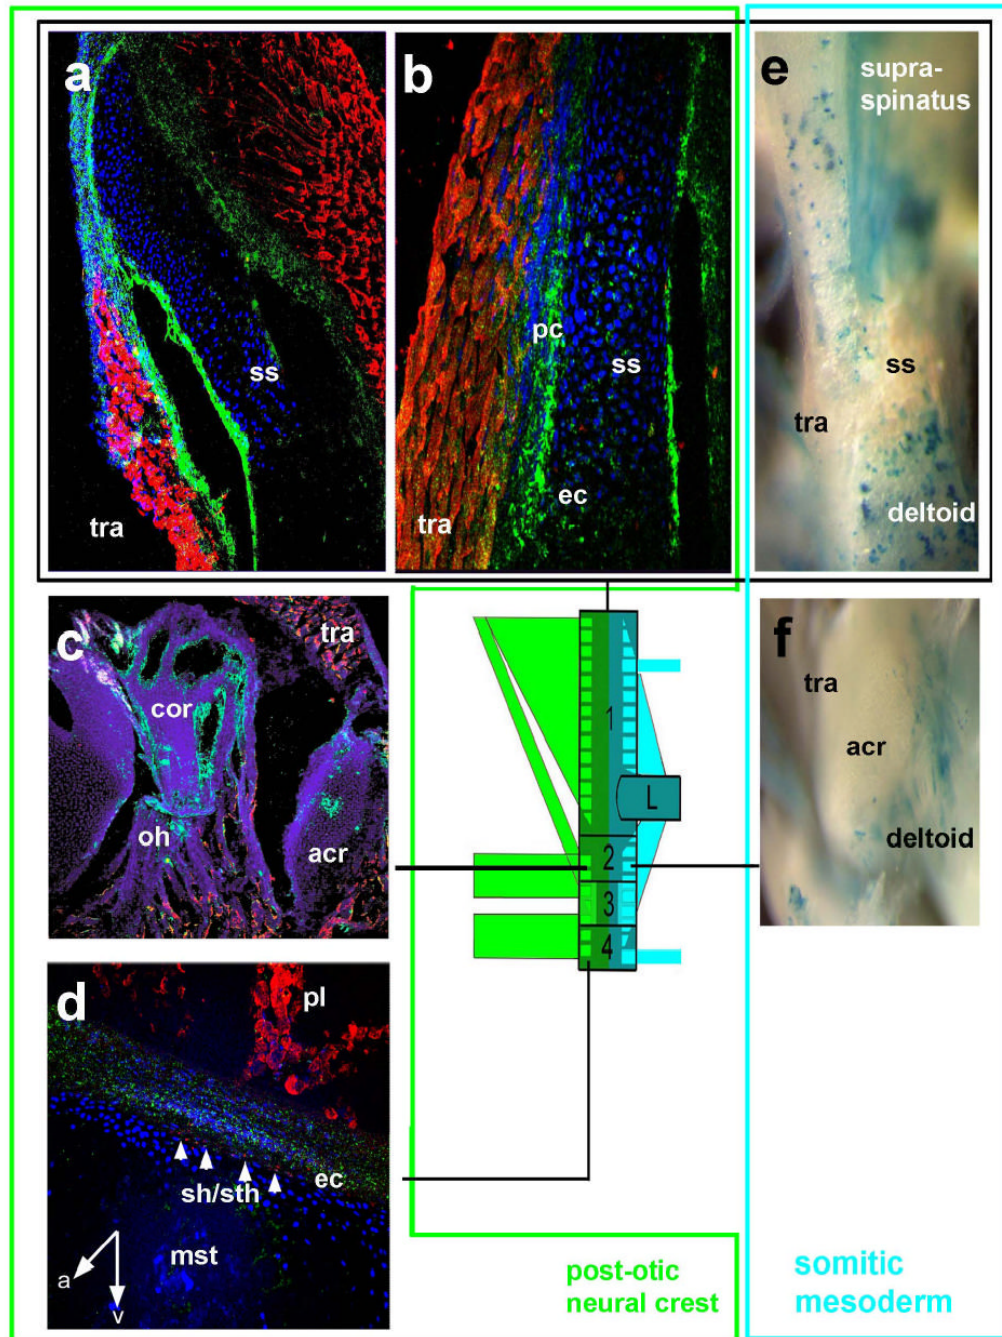 a
ss
tra
b
pc
ss
ec
tra
e
supra-
spinatus
ss
tra
deltoid
c
tra
cor
oh
acr
1
L
2
3
4
f
tra
acr
deltoid
d
pl
ec
sh/sth
mst
a
v
post-otic
neural crest
somitic
mesoderm